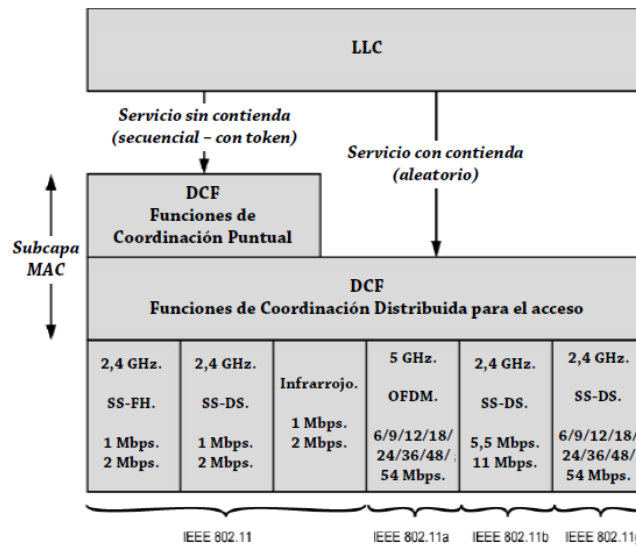 LLC
Servicio sin contienda
(secuencial – con token)
Servicio con contienda
(aleatorio)
DCF
Funciones de
Coordinación Puntual
Subcapa
MAC
DCF
Funciones de Coordinación Distribuida para el acceso
2,4 GHz.
SS-FH.
1 Mbps.
2 Mbps.
2,4 GHz.
SS-DS.
1 Mbps.
2 Mbps.
Infrarrojo.
1 Mbps.
2 Mbps.
5 GHz.
OFDM.
6/9/12/18/
24/36/48/
54 Mbps.
2,4 GHz.
SS-DS.
5,5 Mbps.
11 Mbps.
2,4 GHz.
SS-DS.
6/9/12/18/
24/36/48/
54 Mbps.
IEEE 802.11
IEEE 802.11a
IEEE 802.11b
IEEE 802.11g